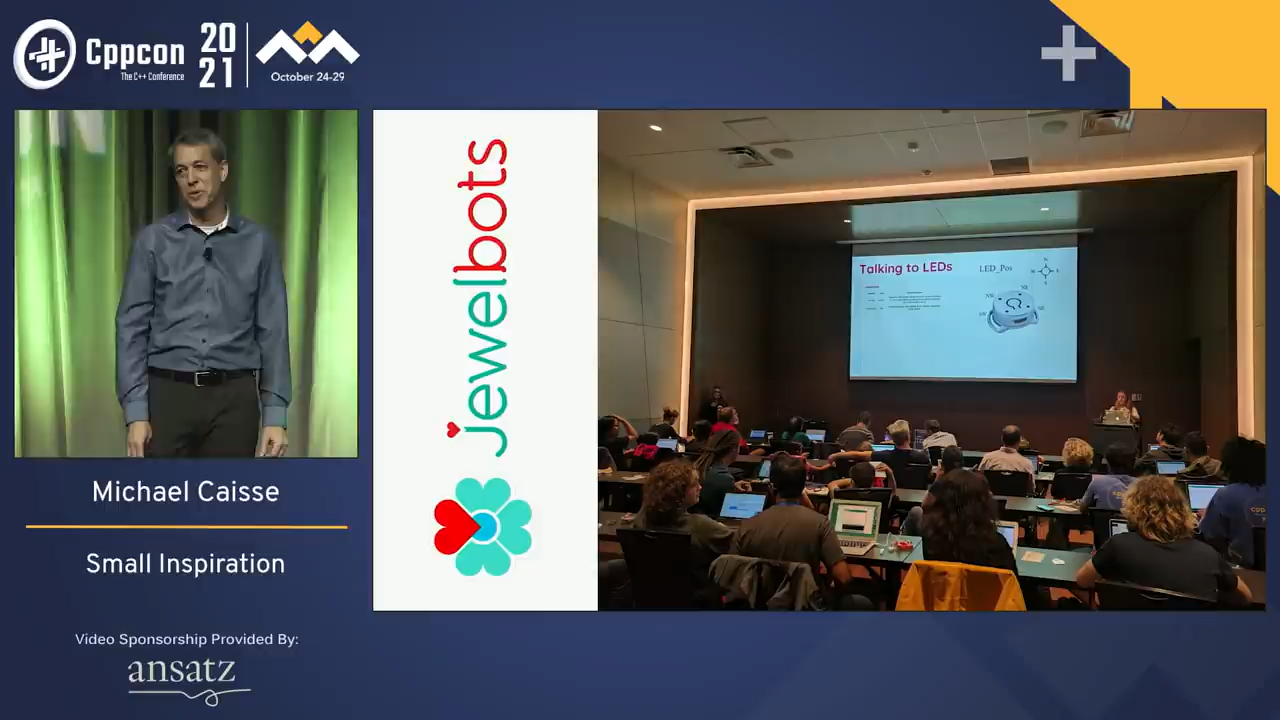 Cppcon
The C++ Conference
20
21
October 24-29
Michael Caisse
Small Inspiration
Video Sponsorship Provided By:
ansatz
jewelbots
Talking to LEDs
LED_Pos